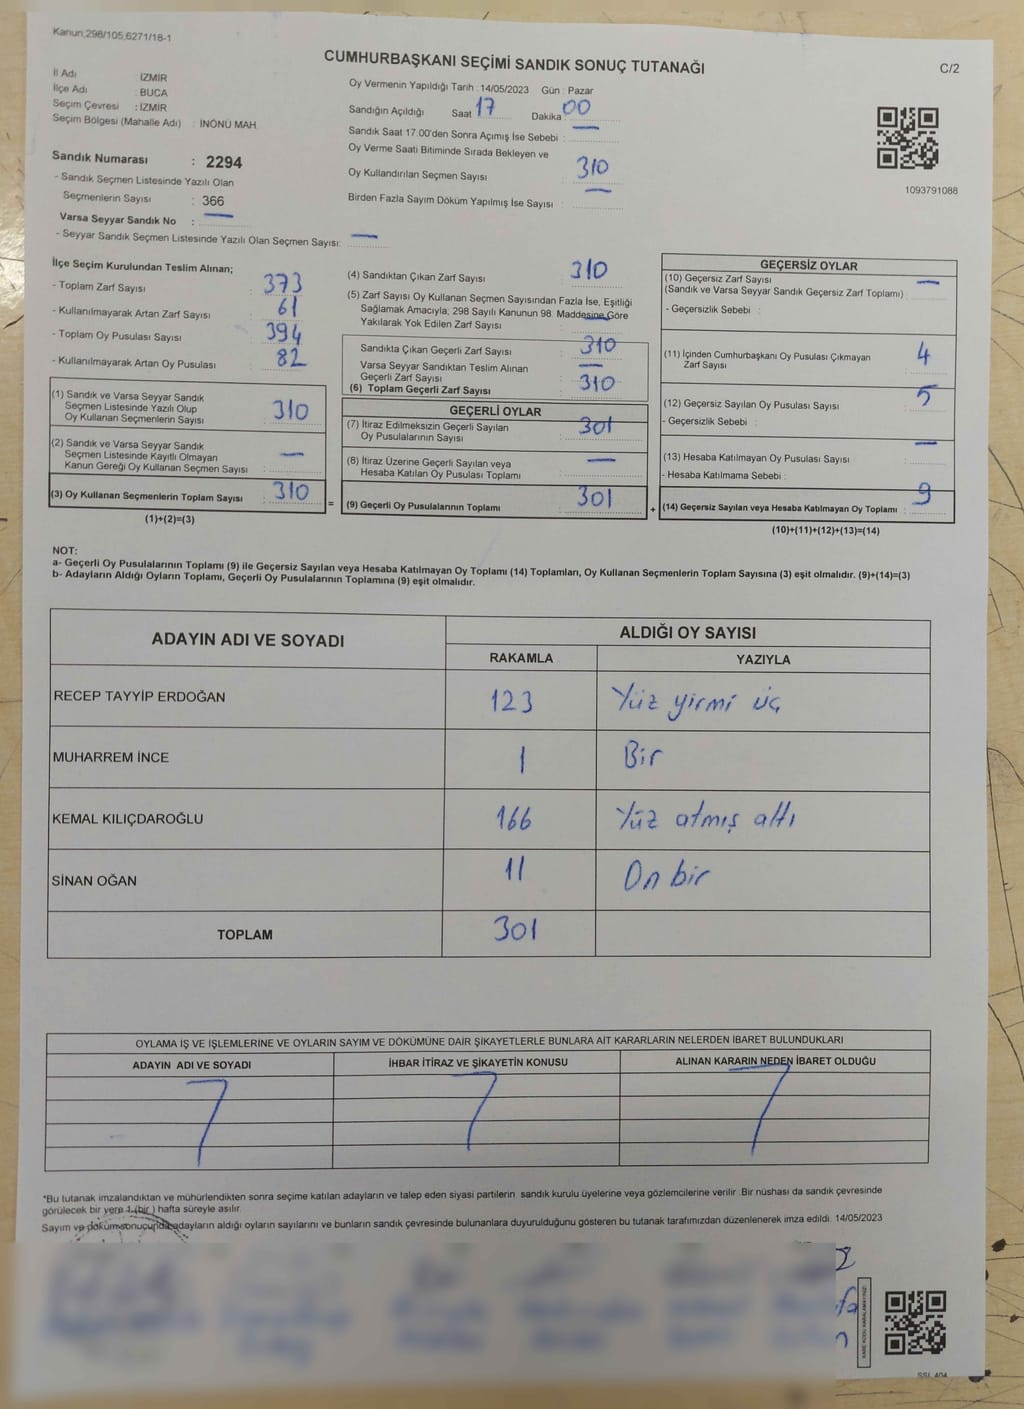 Kanun,298/105,6271/18-1
CUMHURBAŞKANI SEÇİMİ SANDIK SONUÇ TUTANAĞI
C/2
İl Adı : İZMİR
İlçe Adı : BUCA
Seçim Çevresi : İZMİR
Seçim Bölgesi (Mahalle Adı) : İNÖNÜ MAH.
Sandık Numarası : 2294
- Sandık Seçmen Listesinde Yazılı Olan
Seçmenlerin Sayısı : 366
Varsa Seyyar Sandık No : —
- Seyyar Sandık Seçmen Listesinde Yazılı Olan Seçmen Sayısı: —
Oy Vermenin Yapıldığı Tarih : 14/05/2023 Gün : Pazar
Sandığın Açıldığı Saat 17 Dakika 00
Sandık Saat 17:00'den Sonra Açımış İse Sebebi : —
Oy Verme Saati Bitiminde Sırada Bekleyen ve
Oy Kullandırılan Seçmen Sayısı : 310
Birden Fazla Sayım Döküm Yapılmış İse Sayısı : —
1093791088
İlçe Seçim Kurulundan Teslim Alınan;
- Toplam Zarf Sayısı : 373
- Kullanılmayarak Artan Zarf Sayısı : 61
- Toplam Oy Pusulası Sayısı : 394
- Kullanılmayarak Artan Oy Pusulası : 82
(1) Sandık ve Varsa Seyyar Sandık
Seçmen Listesinde Yazılı Olup
Oy Kullanan Seçmenlerin Sayısı : 310
(2) Sandık ve Varsa Seyyar Sandık
Seçmen Listesinde Kayıtlı Olmayan
Kanun Gereği Oy Kullanan Seçmen Sayısı : —
(3) Oy Kullanan Seçmenlerin Toplam Sayısı : 310
(1)+(2)=(3)
=
(4) Sandıktan Çıkan Zarf Sayısı : 310
(5) Zarf Sayısı Oy Kullanan Seçmen Sayısından Fazla İse, Eşitliği
Sağlamak Amacıyla, 298 Sayılı Kanunun 98. Maddesine Göre
Yakılarak Yok Edilen Zarf Sayısı : —
Sandıkta Çıkan Geçerli Zarf Sayısı : 310
Varsa Seyyar Sandıktan Teslim Alınan
Geçerli Zarf Sayısı : —
(6) Toplam Geçerli Zarf Sayısı : 310
GEÇERLİ OYLAR
(7) İtiraz Edilmeksizin Geçerli Sayılan
Oy Pusulalarının Sayısı : 301
(8) İtiraz Üzerine Geçerli Sayılan veya
Hesaba Katılan Oy Pusulası Toplamı : —
(9) Geçerli Oy Pusulalarının Toplamı : 301
+
GEÇERSİZ OYLAR
(10) Geçersiz Zarf Sayısı —
(Sandık ve Varsa Seyyar Sandık Geçersiz Zarf Toplamı) :
- Geçersizlik Sebebi :
(11) İçinden Cumhurbaşkanı Oy Pusulası Çıkmayan
Zarf Sayısı : 4
(12) Geçersiz Sayılan Oy Pusulası Sayısı : 5
- Geçersizlik Sebebi :
(13) Hesaba Katılmayan Oy Pusulası Sayısı : —
- Hesaba Katılmama Sebebi :
(14) Geçersiz Sayılan veya Hesaba Katılmayan Oy Toplamı : 9
(10)+(11)+(12)+(13)=(14)
NOT:
a- Geçerli Oy Pusulalarının Toplamı (9) ile Geçersiz Sayılan veya Hesaba Katılmayan Oy Toplamı (14) Toplamları, Oy Kullanan Seçmenlerin Toplam Sayısına (3) eşit olmalıdır. (9)+(14)=(3)
b- Adayların Aldığı Oyların Toplamı, Geçerli Oy Pusulalarının Toplamına (9) eşit olmalıdır.
ADAYIN ADI VE SOYADI
ALDIĞI OY SAYISI
RAKAMLA YAZIYLA
RECEP TAYYİP ERDOĞAN 123 Yüz yirmi üç
MUHARREM İNCE 1 Bir
KEMAL KILIÇDAROĞLU 166 Yüz atmış altı
SİNAN OĞAN 11 On bir
TOPLAM 301
OYLAMA İŞ VE İŞLEMLERİNE VE OYLARIN SAYIM VE DÖKÜMÜNE DAİR ŞİKAYETLERLE BUNLARA AİT KARARLARIN NELERDEN İBARET BULUNDUKLARI
ADAYIN ADI VE SOYADI İHBAR İTİRAZ VE ŞİKAYETİN KONUSU ALINAN KARARIN NEDEN İBARET OLDUĞU
*Bu tutanak imzalandıktan ve mühürlendikten sonra seçime katılan adayların ve talep eden siyasi partilerin sandık kurulu üyelerine veya gözlemcilerine verilir .Bir nüshası da sandık çevresinde
görülecek bir yere 1 (bir ) hafta süreyle asılır.
Sayım ve döküm sonucunda adayların aldığı oyların sayılarını ve bunların sandık çevresinde bulunanlara duyurulduğunu gösteren bu tutanak tarafımızdan düzenlenerek imza edildi. 14/05/2023